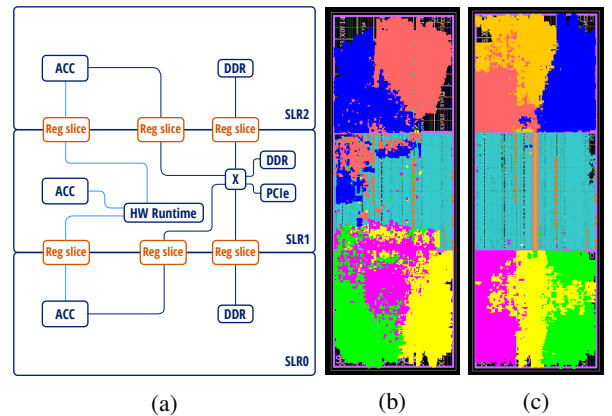 ACC
DDR
SLR2
Reg slice
Reg slice
Reg slice
DDR
X
PCIe
ACC
HW Runtime
SLR1
Reg slice
Reg slice
Reg slice
ACC
DDR
SLR0
(a)
(b)
(c)